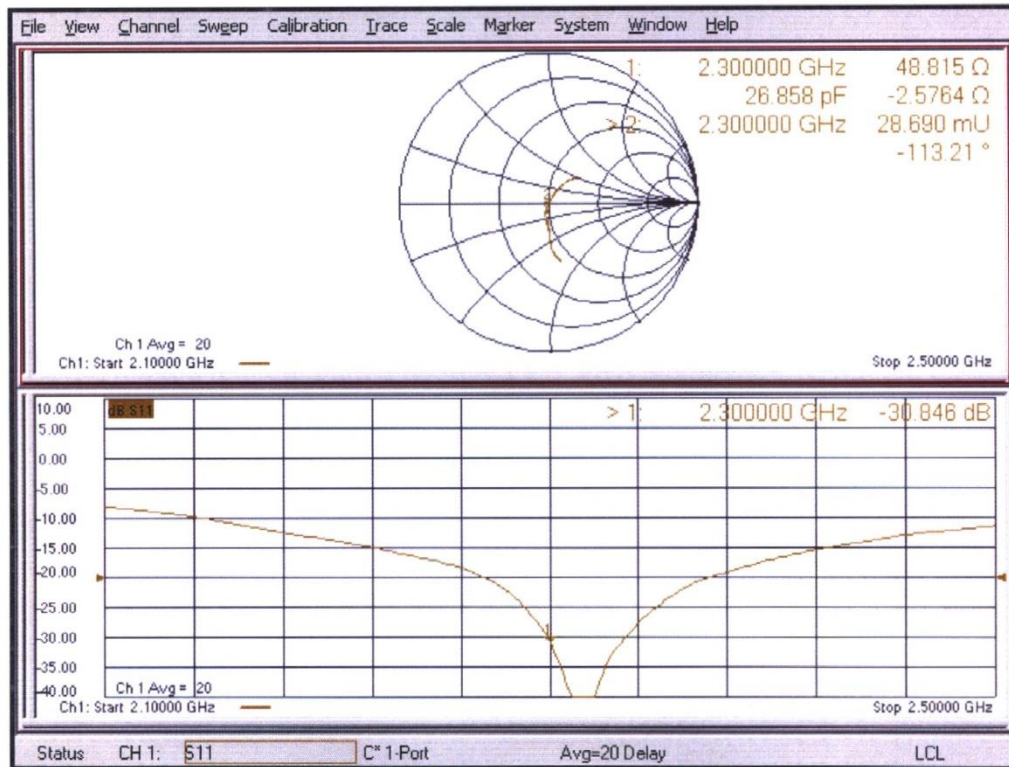 File View Channel Sweep Calibration Trace Scale Marker System Window Help
1: 2.300000 GHz 48.815 Ω
26.858 pF -2.5764 Ω
> 2: 2.300000 GHz 28.690 mU
-113.21 °
Ch 1 Avg = 20
Ch1: Start 2.10000 GHz Stop 2.50000 GHz
10.00
dB S11
> 1: 2.300000 GHz -30.846 dB
5.00
0.00
-5.00
-10.00
-15.00
-20.00
-25.00
-30.00
1
-35.00
-40.00
Ch 1 Avg = 20
Ch1: Start 2.10000 GHz Stop 2.50000 GHz
Status CH 1: S11 C* 1-Port Avg=20 Delay LCL